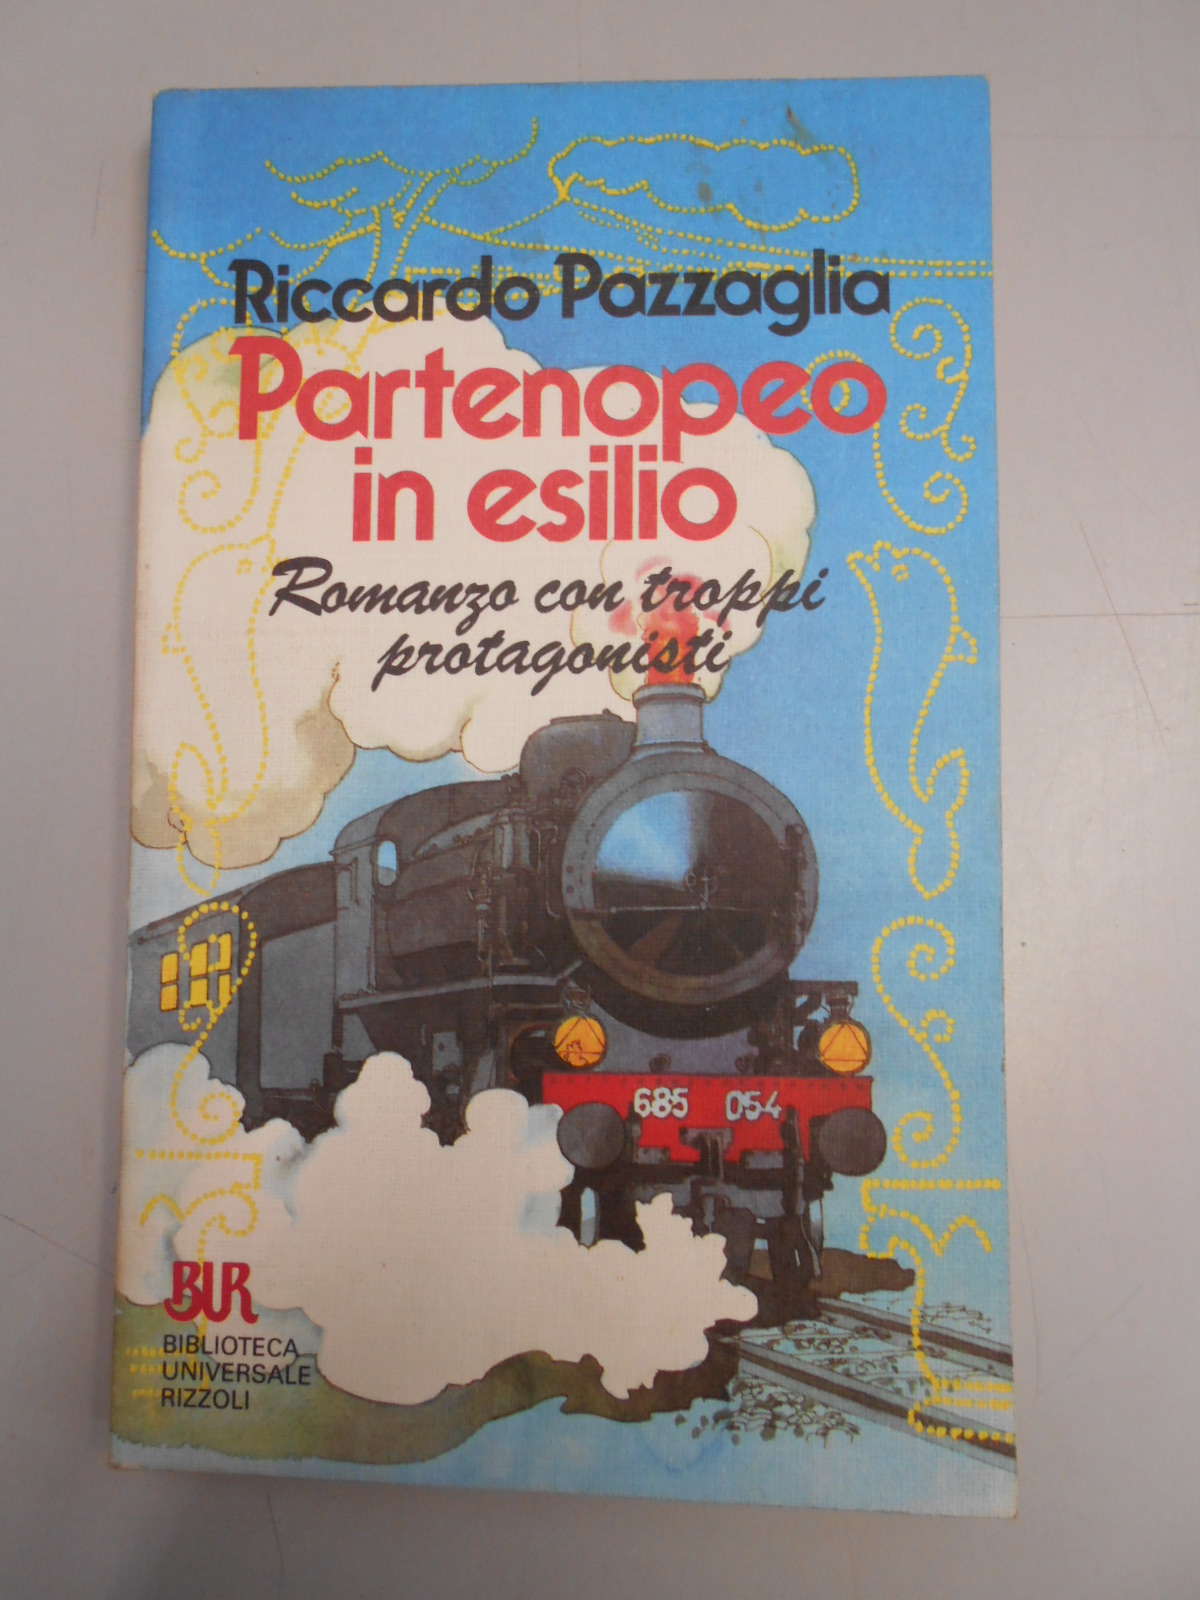 Riccardo Pazzaglia
Partenopeo
in esilio
Romanzo con troppi
protagonisti
685 054
BUR
BIBLIOTECA
UNIVERSALE
RIZZOLI